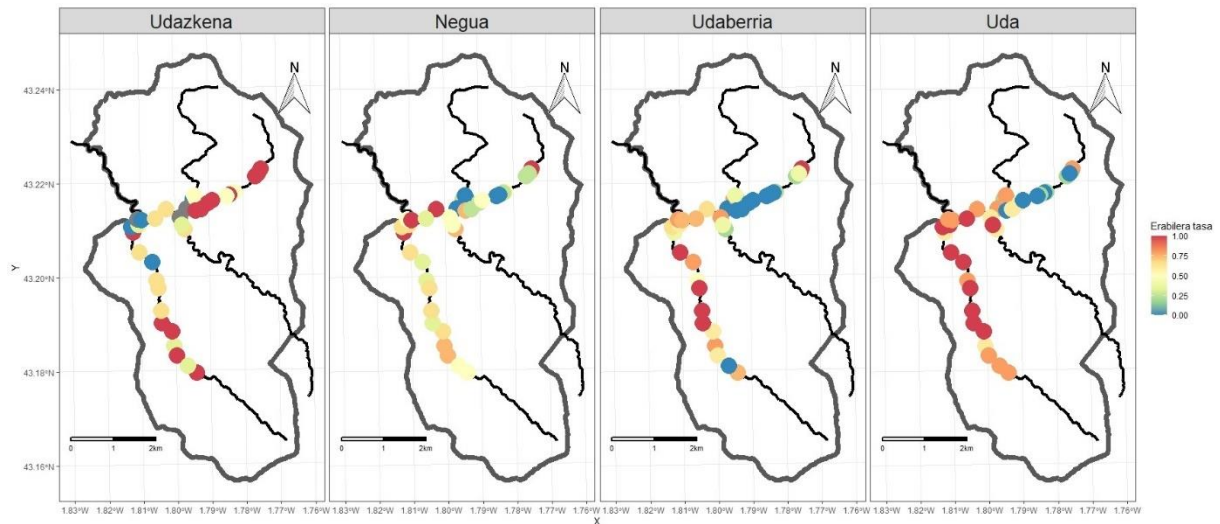 Udazkena Negua Udaberria Uda
N N N N
43.24°N
43.22°N
43.20°N
43.18°N
43.16°N
Y
Erabilera tasa
1.00
0.75
0.50
0.25
0.00
0 1 2km 0 1 2km 0 1 2km 0 1 2km
1.83°W 1.82°W 1.81°W 1.80°W 1.79°W 1.78°W 1.77°W 1.76°W 1.83°W 1.82°W 1.81°W 1.80°W 1.79°W 1.78°W 1.77°W 1.76°W 1.83°W 1.82°W 1.81°W 1.80°W 1.79°W 1.78°W 1.77°W 1.76°W 1.83°W 1.82°W 1.81°W 1.80°W 1.79°W 1.78°W 1.77°W 1.76°W
X